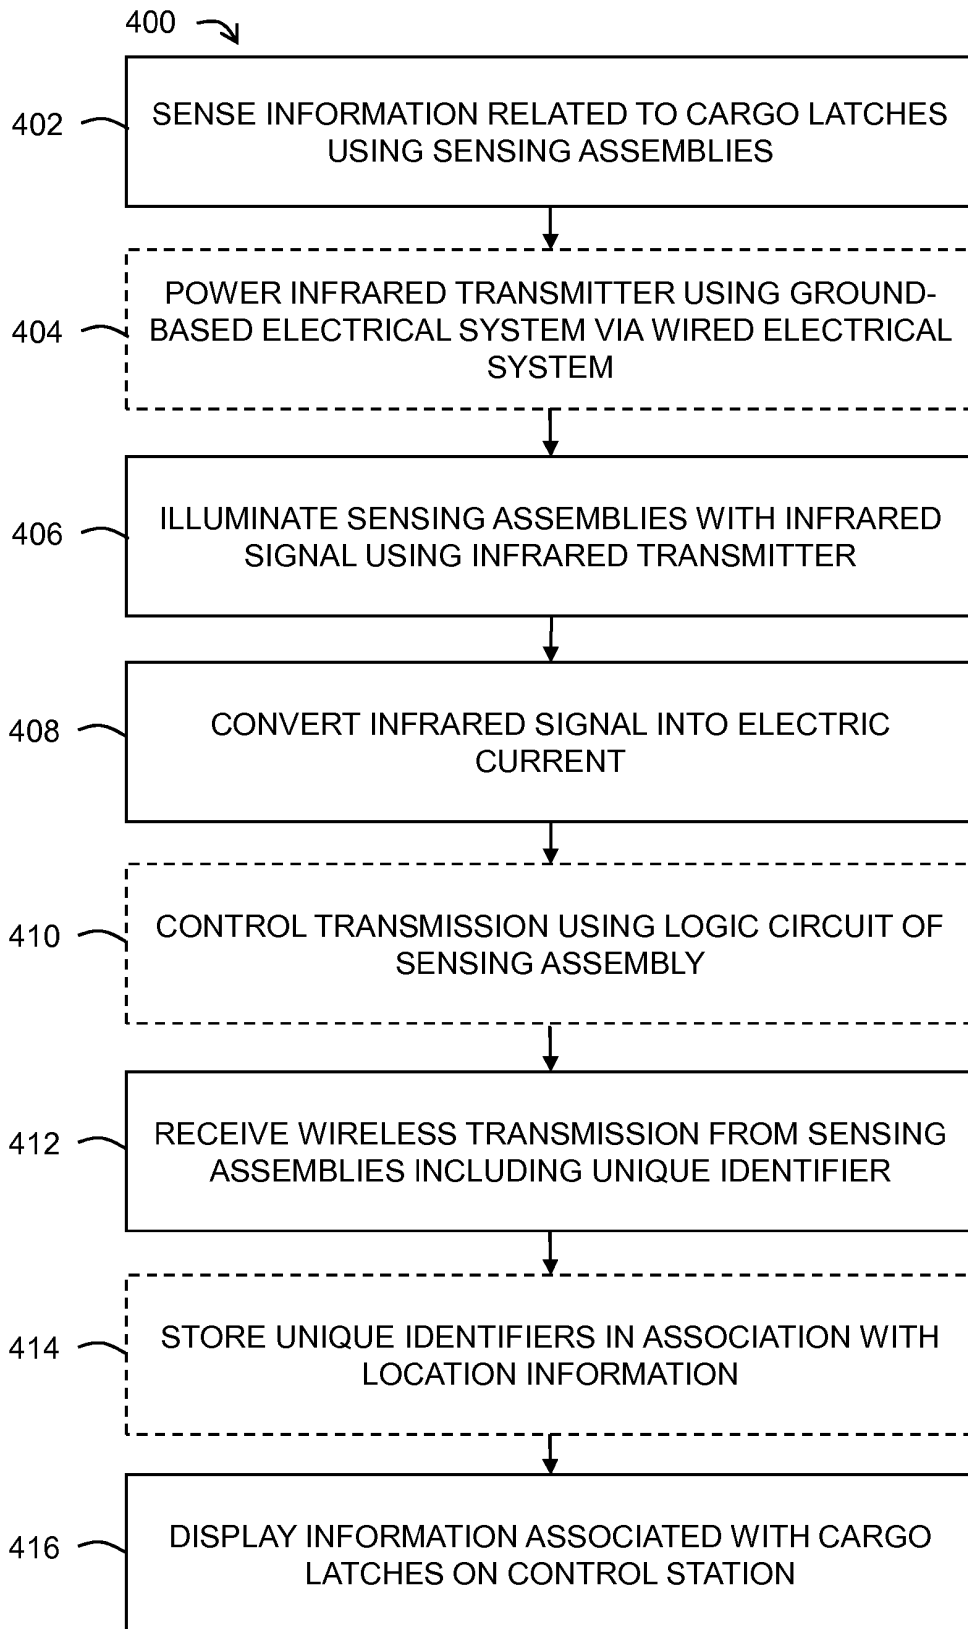 400
402
SENSE INFORMATION RELATED TO CARGO LATCHES
USING SENSING ASSEMBLIES
404
POWER INFRARED TRANSMITTER USING GROUND-
BASED ELECTRICAL SYSTEM VIA WIRED ELECTRICAL
SYSTEM
406
ILLUMINATE SENSING ASSEMBLIES WITH INFRARED
SIGNAL USING INFRARED TRANSMITTER
408
CONVERT INFRARED SIGNAL INTO ELECTRIC
CURRENT
410
CONTROL TRANSMISSION USING LOGIC CIRCUIT OF
SENSING ASSEMBLY
412
RECEIVE WIRELESS TRANSMISSION FROM SENSING
ASSEMBLIES INCLUDING UNIQUE IDENTIFIER
414
STORE UNIQUE IDENTIFIERS IN ASSOCIATION WITH
LOCATION INFORMATION
416
DISPLAY INFORMATION ASSOCIATED WITH CARGO
LATCHES ON CONTROL STATION